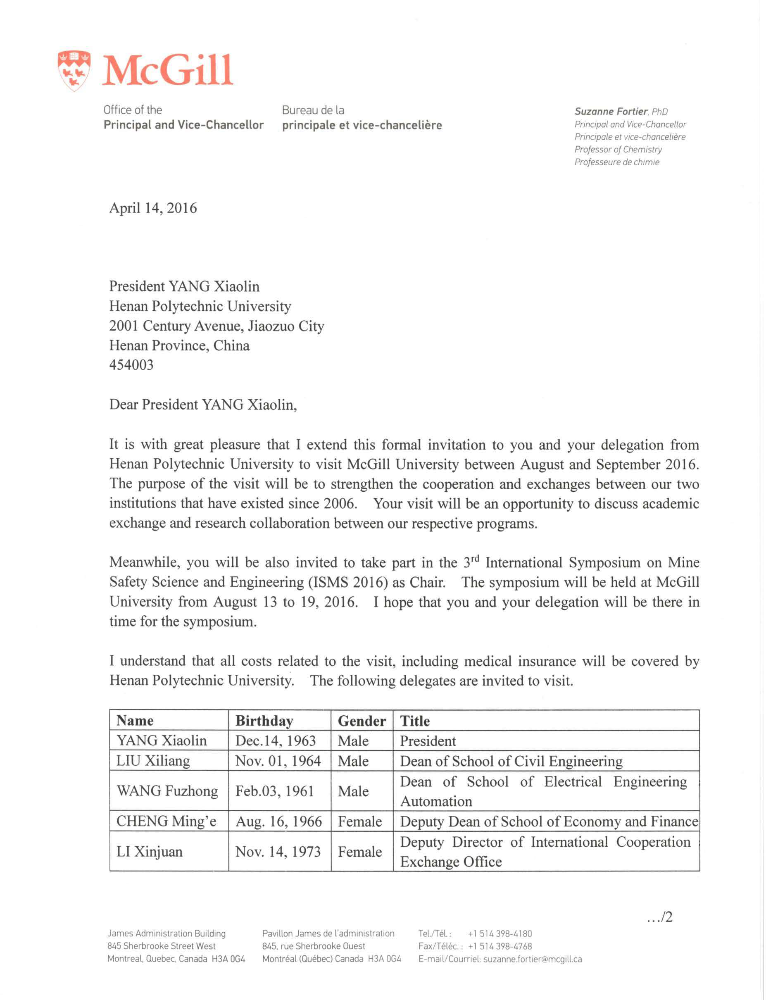 McGill
Office of the
Principal and Vice-Chancellor
Bureau de la
principale et vice-chancelière
Suzanne Fortier, PhD
Principal and Vice-Chancellor
Principale et vice-chancelière
Professor of Chemistry
Professeure de chimie
April 14, 2016
President YANG Xiaolin
Henan Polytechnic University
2001 Century Avenue, Jiaozuo City
Henan Province, China
454003
Dear President YANG Xiaolin,
It is with great pleasure that I extend this formal invitation to you and your delegation from
Henan Polytechnic University to visit McGill University between August and September 2016.
The purpose of the visit will be to strengthen the cooperation and exchanges between our two
institutions that have existed since 2006. Your visit will be an opportunity to discuss academic
exchange and research collaboration between our respective programs.
Meanwhile, you will be also invited to take part in the 3rd International Symposium on Mine
Safety Science and Engineering (ISMS 2016) as Chair. The symposium will be held at McGill
University from August 13 to 19, 2016. I hope that you and your delegation will be there in
time for the symposium.
I understand that all costs related to the visit, including medical insurance will be covered by
Henan Polytechnic University. The following delegates are invited to visit.
Name Birthday Gender Title
YANG Xiaolin Dec.14, 1963 Male President
LIU Xiliang Nov. 01, 1964 Male Dean of School of Civil Engineering
WANG Fuzhong Feb.03, 1961 Male Dean of School of Electrical Engineering
Automation
CHENG Ming’e Aug. 16, 1966 Female Deputy Dean of School of Economy and Finance
LI Xinjuan Nov. 14, 1973 Female Deputy Director of International Cooperation
Exchange Office
…/2
James Administration Building
845 Sherbrooke Street West
Montreal, Quebec, Canada H3A 0G4
Pavillon James de l'administration
845, rue Sherbrooke Ouest
Montréal (Québec) Canada H3A 0G4
Tel./Tél. : +1 514 398-4180
Fax/Téléc. : +1 514 398-4768
E-mail/Courriel: suzanne.fortier@mcgill.ca